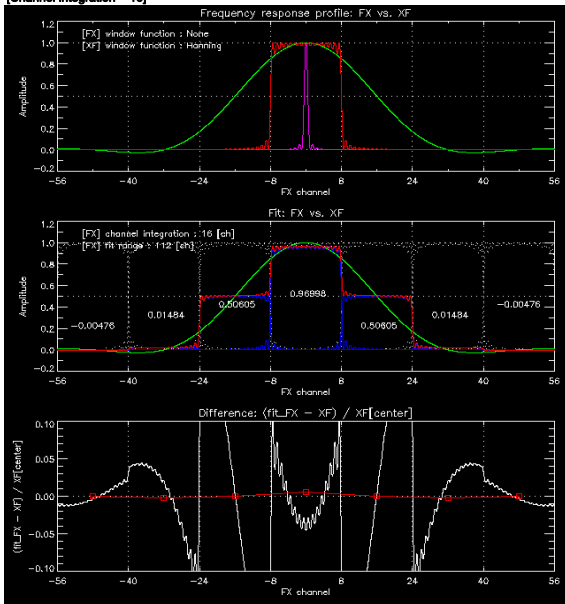 [Channel integration - 16]
Frequency response profile: FX vs. XF
[FX] window function : None
[XF] window function : Hanning
Amplitude
1.2
1.0
0.8
0.6
0.4
0.2
0.0
-0.2
-56 -40 -24 -8 8 24 40 56
FX channel
Fit: FX vs. XF
[FX] channel integration : 16 [ch]
[FX] fit range : 112 [ch]
Amplitude
1.2
1.0
0.8
0.6
0.4
0.2
0.0
-0.2
-0.00476 0.01484 0.50605 0.96998 0.50605 0.01484 -0.00476
-56 -40 -24 -8 8 24 40 56
FX channel
Difference: (fit_FX - XF) / XF[center]
(fit_FX - XF) / XF[center]
0.10
0.05
0.00
-0.05
-0.10
-56 -40 -24 -8 8 24 40 56
FX channel